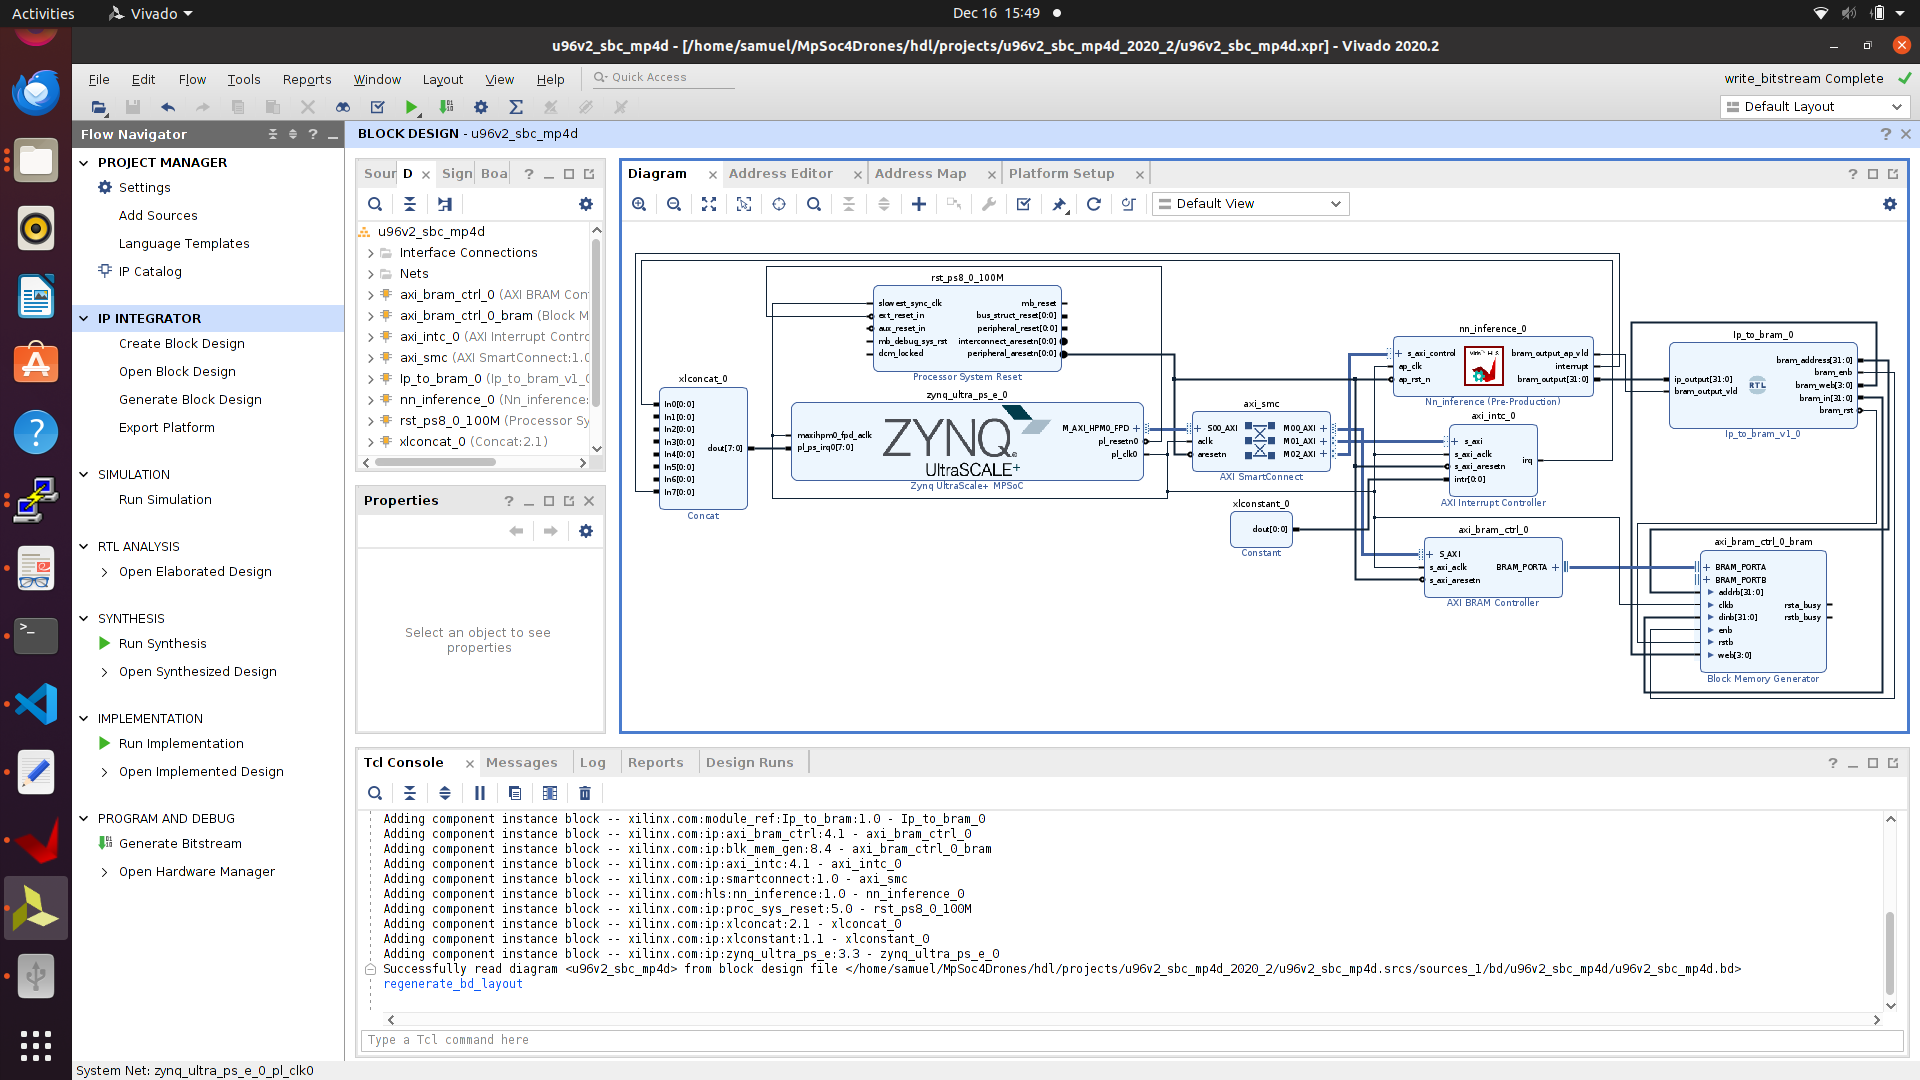 Activities
Vivado
Dec 16 15:49
u96v2_sbc_mp4d - [/home/samuel/MpSoc4Drones/hdl/projects/u96v2_sbc_mp4d_2020_2/u96v2_sbc_mp4d.xpr] - Vivado 2020.2
File Edit Flow Tools Reports Window Layout View Help
Quick Access
write_bitstream Complete
Default Layout
Flow Navigator
PROJECT MANAGER
Settings
Add Sources
Language Templates
IP Catalog
IP INTEGRATOR
Create Block Design
Open Block Design
Generate Block Design
Export Platform
SIMULATION
Run Simulation
RTL ANALYSIS
Open Elaborated Design
SYNTHESIS
Run Synthesis
Open Synthesized Design
IMPLEMENTATION
Run Implementation
Open Implemented Design
PROGRAM AND DEBUG
Generate Bitstream
Open Hardware Manager
BLOCK DESIGN - u96v2_sbc_mp4d
Sour D Sign Boa
u96v2_sbc_mp4d
Interface Connections
Nets
axi_bram_ctrl_0 (AXI BRAM Con
axi_bram_ctrl_0_bram (Block M
axi_intc_0 (AXI Interrupt Contro
axi_smc (AXI SmartConnect:1.0
Ip_to_bram_0 (Ip_to_bram_v1_0
nn_inference_0 (Nn_inference:
rst_ps8_0_100M (Processor Sy
xlconcat_0 (Concat:2.1)
Properties
Select an object to see
properties
Diagram Address Editor Address Map Platform Setup
Default View
rst_ps8_0_100M
slowest_sync_clk
ext_reset_in
aux_reset_in
mb_debug_sys_rst
dcm_locked
mb_reset
bus_struct_reset[0:0]
peripheral_reset[0:0]
interconnect_aresetn[0:0]
peripheral_aresetn[0:0]
Processor System Reset
xlconcat_0
In0[0:0]
In1[0:0]
In2[0:0]
In3[0:0]
In4[0:0]
In5[0:0]
In6[0:0]
In7[0:0]
dout[7:0]
Concat
zynq_ultra_ps_e_0
maxihpm0_fpd_aclk
pl_ps_irq0[7:0]
ZYNQ
UltraSCALE+
M_AXI_HPM0_FPD
pl_resetn0
pl_clk0
Zynq UltraScale+ MPSoC
axi_smc
S00_AXI
aclk
aresetn
M00_AXI
M01_AXI
M02_AXI
AXI SmartConnect
xlconstant_0
dout[0:0]
Constant
nn_inference_0
s_axi_control
ap_clk
ap_rst_n
bram_output_ap_vld
interrupt
bram_output[31:0]
Nn_inference (Pre-Production)
axi_intc_0
s_axi
s_axi_aclk
s_axi_aresetn
intr[0:0]
irq
AXI Interrupt Controller
axi_bram_ctrl_0
S_AXI
s_axi_aclk
s_axi_aresetn
BRAM_PORTA
AXI BRAM Controller
Ip_to_bram_0
ip_output[31:0]
bram_output_vld
RTL
bram_address[31:0]
bram_enb
bram_web[3:0]
bram_in[31:0]
bram_rst
Ip_to_bram_v1_0
axi_bram_ctrl_0_bram
BRAM_PORTA
BRAM_PORTB
addrb[31:0]
clkb
dinb[31:0]
enb
rstb
web[3:0]
rsta_busy
rstb_busy
Block Memory Generator
Tcl Console Messages Log Reports Design Runs
Adding component instance block -- xilinx.com:module_ref:Ip_to_bram:1.0 - Ip_to_bram_0
Adding component instance block -- xilinx.com:ip:axi_bram_ctrl:4.1 - axi_bram_ctrl_0
Adding component instance block -- xilinx.com:ip:blk_mem_gen:8.4 - axi_bram_ctrl_0_bram
Adding component instance block -- xilinx.com:ip:axi_intc:4.1 - axi_intc_0
Adding component instance block -- xilinx.com:ip:smartconnect:1.0 - axi_smc
Adding component instance block -- xilinx.com:hls:nn_inference:1.0 - nn_inference_0
Adding component instance block -- xilinx.com:ip:proc_sys_reset:5.0 - rst_ps8_0_100M
Adding component instance block -- xilinx.com:ip:xlconcat:2.1 - xlconcat_0
Adding component instance block -- xilinx.com:ip:xlconstant:1.1 - xlconstant_0
Adding component instance block -- xilinx.com:ip:zynq_ultra_ps_e:3.3 - zynq_ultra_ps_e_0
Successfully read diagram <u96v2_sbc_mp4d> from block design file </home/samuel/MpSoc4Drones/hdl/projects/u96v2_sbc_mp4d_2020_2/u96v2_sbc_mp4d.srcs/sources_1/bd/u96v2_sbc_mp4d/u96v2_sbc_mp4d.bd>
regenerate_bd_layout
Type a Tcl command here
System Net: zynq_ultra_ps_e_0_pl_clk0